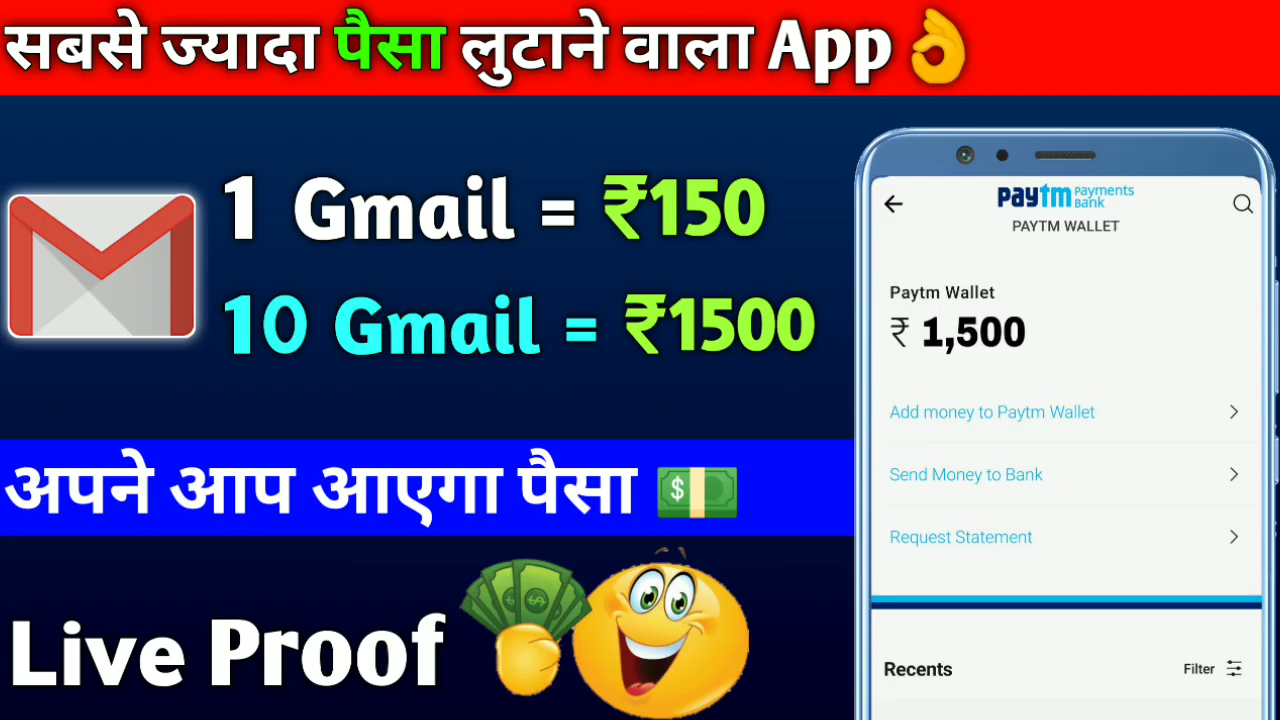 सबसे ज्यादा पैसा लुटाने वाला App👌
1 Gmail = ₹150
10 Gmail = ₹1500
अपने आप आएगा पैसा 💵
Live Proof
paytm Payments Bank
PAYTM WALLET
Paytm Wallet
₹ 1,500
Add money to Paytm Wallet
Send Money to Bank
Request Statement
Recents
Filter